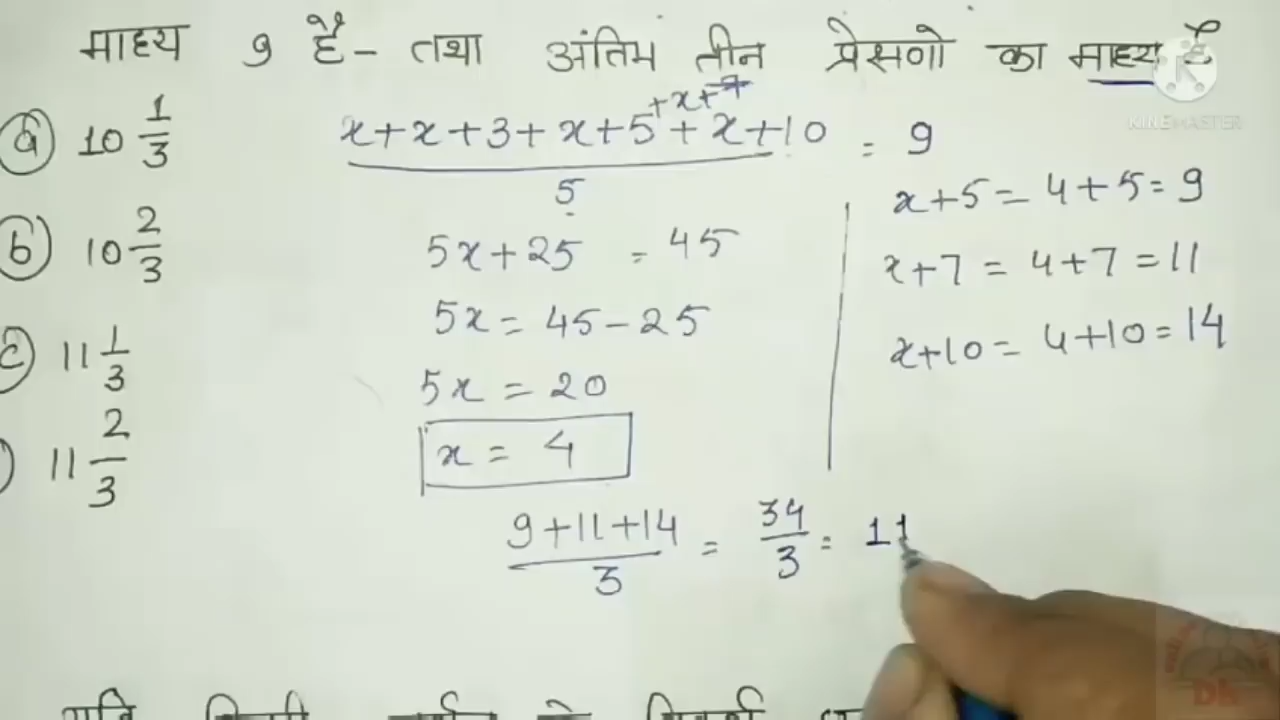 माध्य 9 है- तथा अंतिम तीन प्रेसणो का माध्य है
KINEMASTER
(a) 10 1/3
x+x+3+x+5+x+7+x+10 / 5 = 9
(b) 10 2/3
5x+25 = 45
5x = 45-25
5x = 20
x = 4
(c) 11 1/3
11 2/3
x+5 = 4+5 = 9
x+7 = 4+7 = 11
x+10 = 4+10 = 14
9+11+14 / 3 = 34/3 = 11